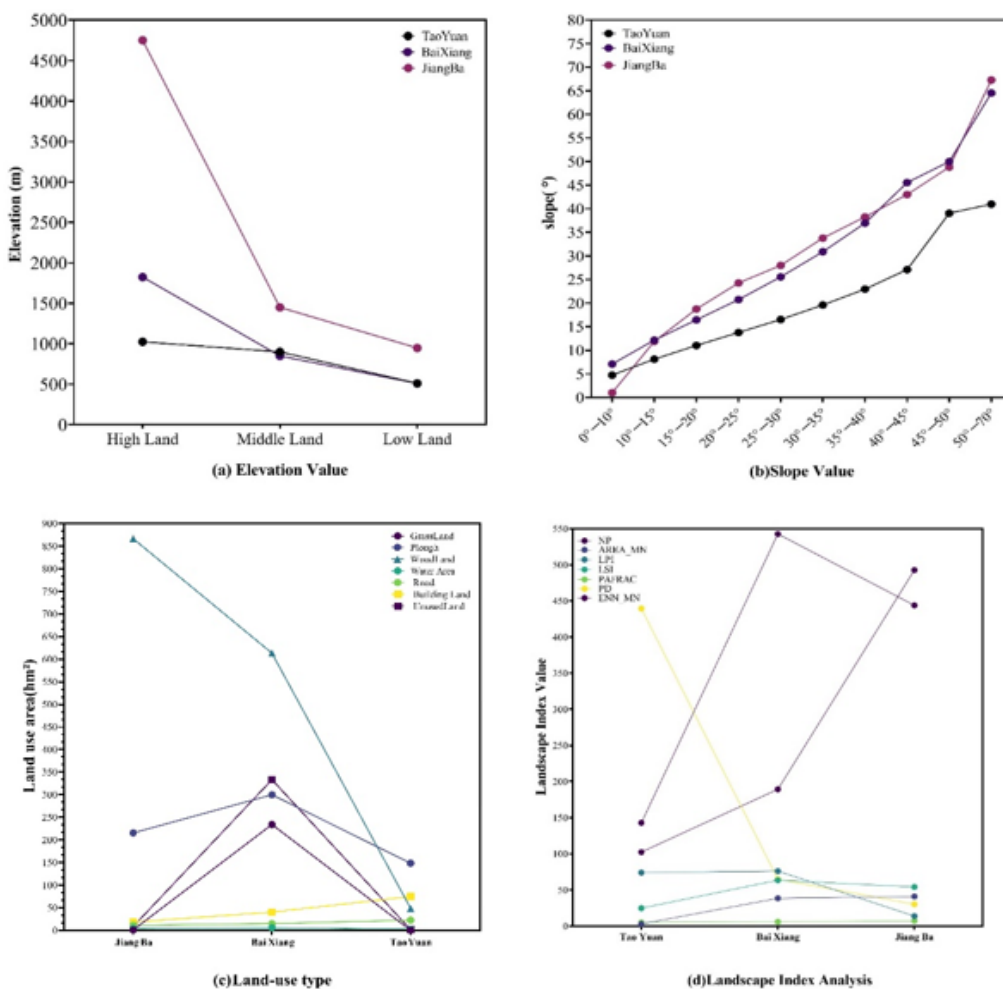 5000
4500
4000
3500
3000
2500
2000
1500
1000
500
0
Elevation (m)
TaoYuan
BaiXiang
JiangBa
High Land Middle Land Low Land
(a) Elevation Value
80
75
70
65
60
55
50
45
40
35
30
25
20
15
10
5
0
slope( °)
TaoYuan
BaiXiang
JiangBa
0°—10° 10°—15° 15°—20° 20°—25° 25°—30° 30°—35° 35°—40° 40°—45° 45°—50° 50°—70°
(b)Slope Value
900
850
800
750
700
650
600
550
500
450
400
350
300
250
200
150
100
50
0
Land use area(hm²)
GrassLand
Plough
WoodLand
Water Area
Road
Building Land
UnusedLand
Jiang Ba Bai Xiang Tao Yuan
(c)Land-use type
550
500
450
400
350
300
250
200
150
100
50
0
Landscape Index Value
NP
AREA_MN
LPI
LSI
PAFRAC
PD
ENN_MN
Tao Yuan Bai Xiang Jiang Ba
(d)Landscape Index Analysis